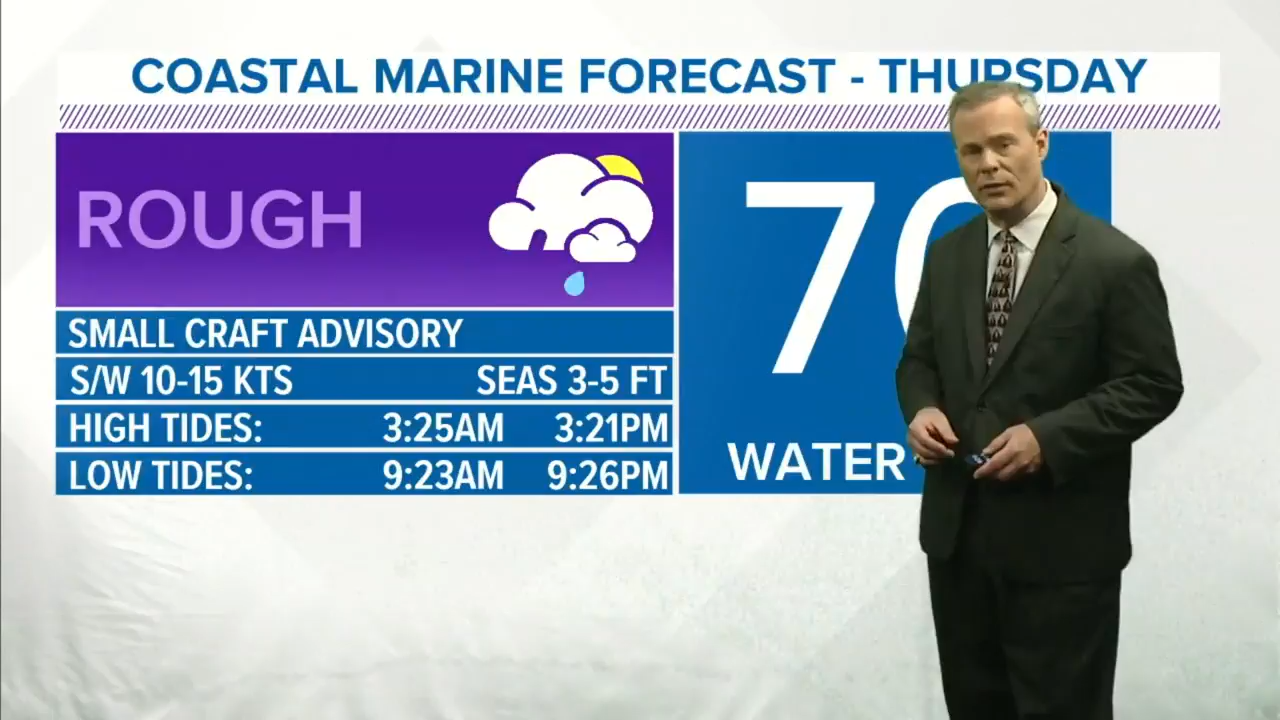 COASTAL MARINE FORECAST - THURSDAY
ROUGH
SMALL CRAFT ADVISORY
S/W 10-15 KTS SEAS 3-5 FT
HIGH TIDES: 3:25AM 3:21PM
LOW TIDES: 9:23AM 9:26PM
7
WATER